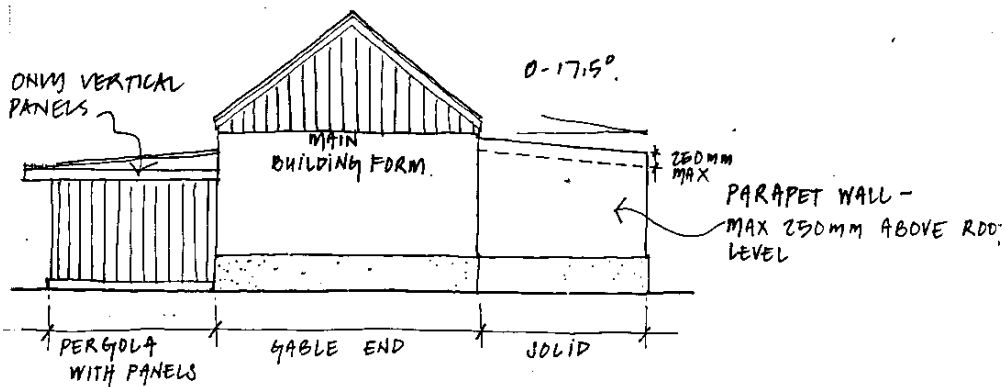 ONLY VERTICAL
PANELS
0-17,5°.
MAIN
BUILDING FORM.
250mm
MAX
PARAPET WALL -
MAX 250mm ABOVE ROO
LEVEL
PERGOLA
WITH PANELS
GABLE END
SOLID